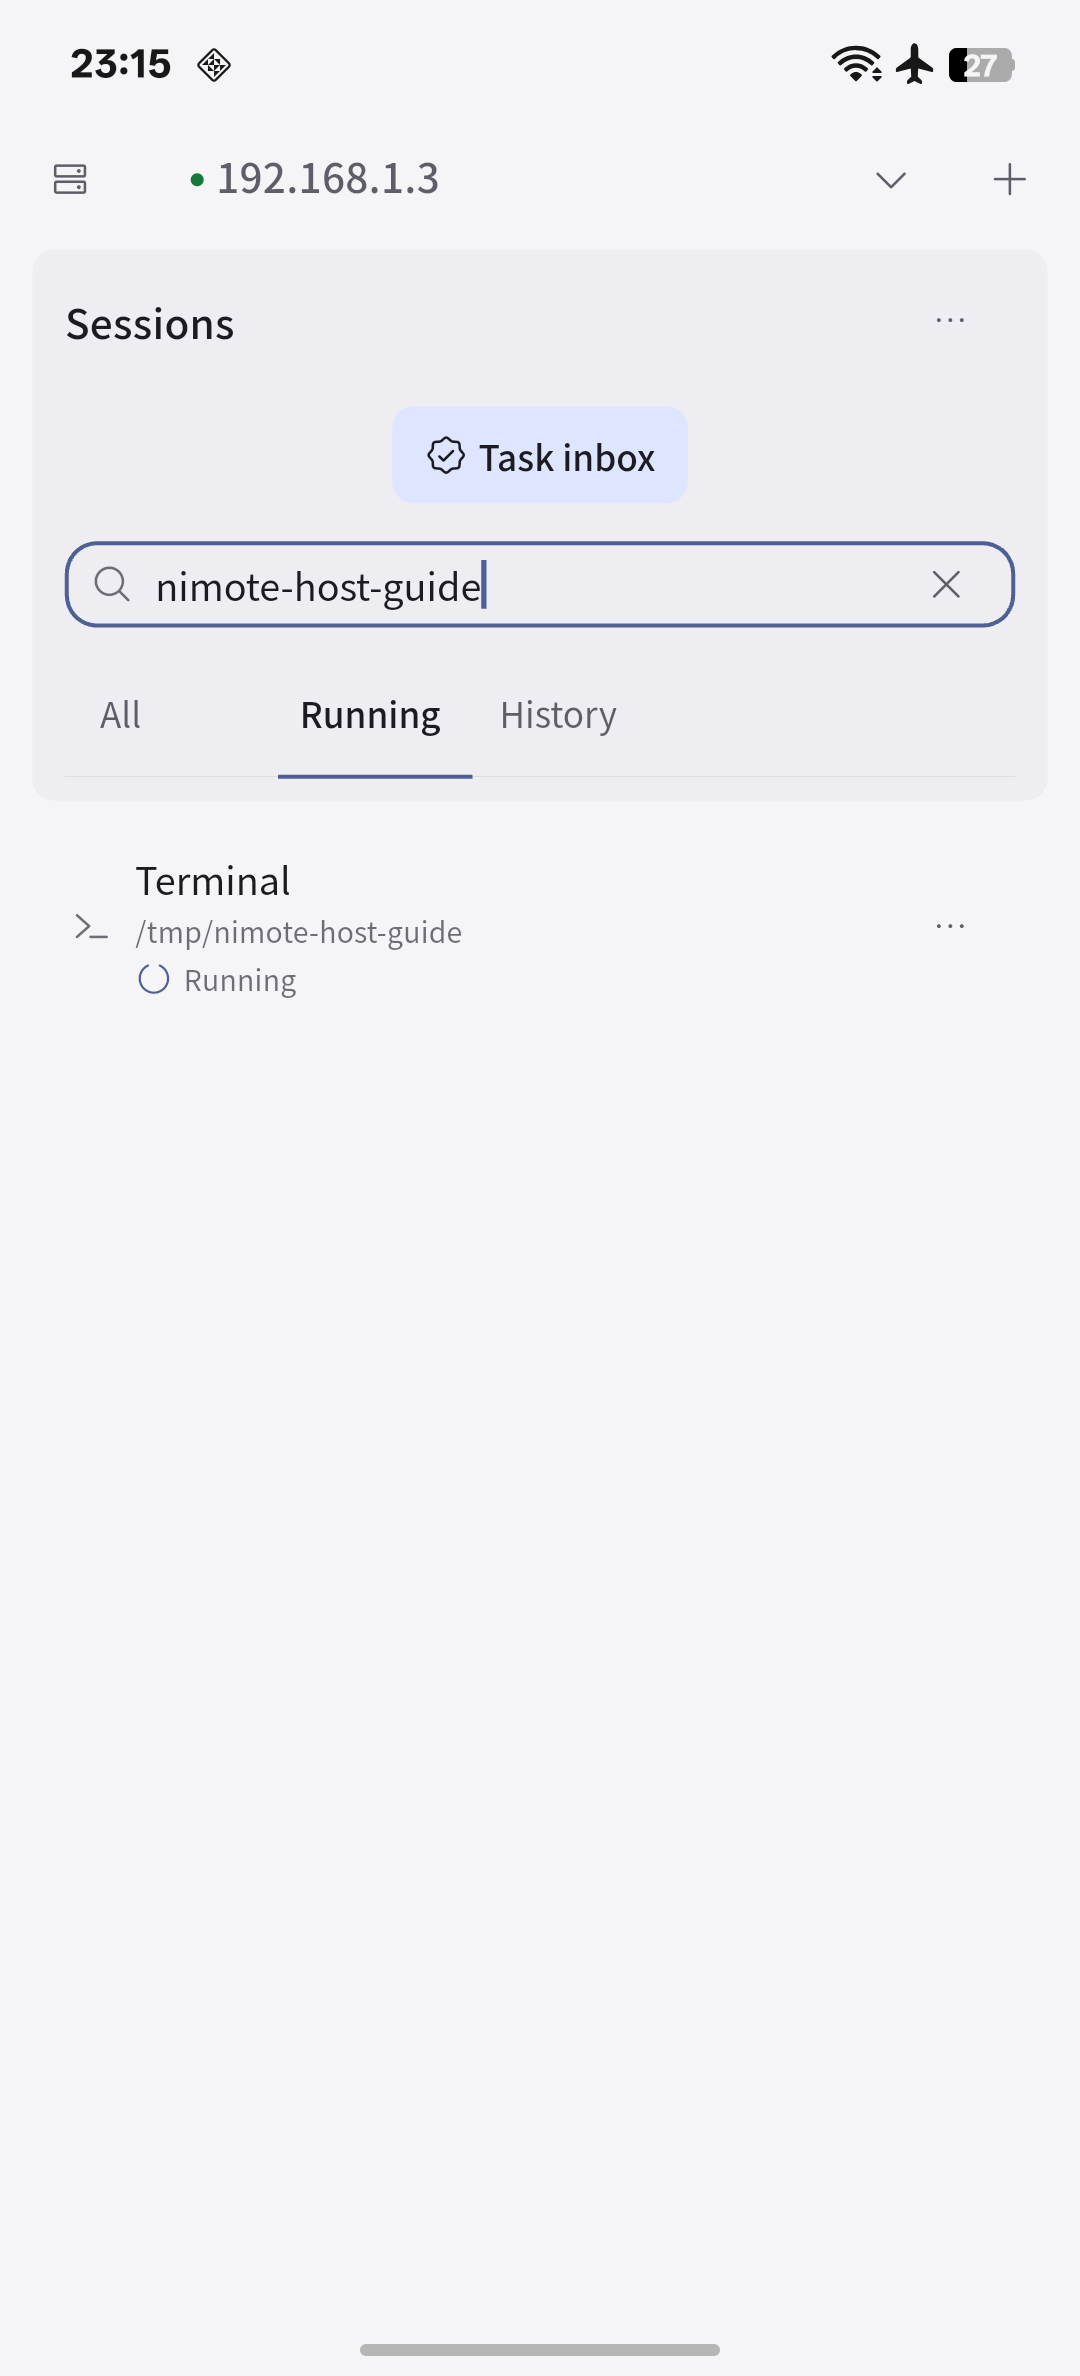 23:15
27
192.168.1.3
Sessions
Task inbox
nimote-host-guide
All Running History
Terminal
/tmp/nimote-host-guide
Running